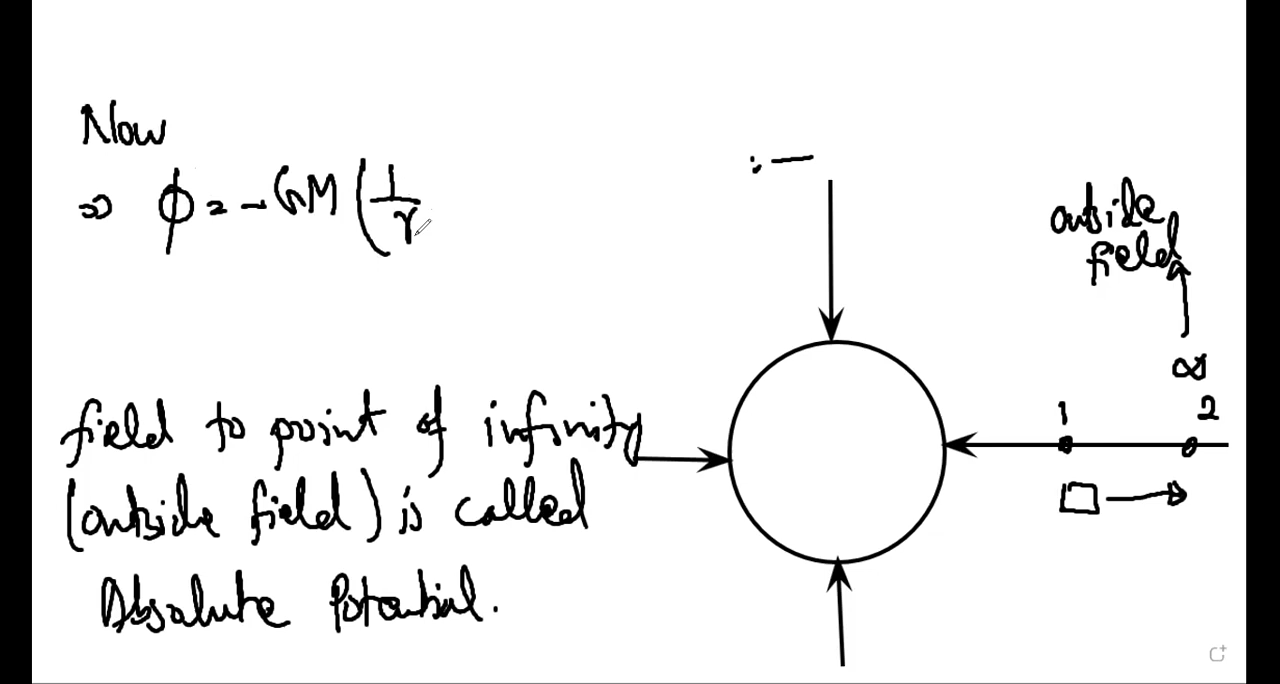 Now
⇒ ϕ = -GM ( 1/r
:-
outside
field
∞
1 2
field to point of infinity
(outside field) is called
Absolute Potential.